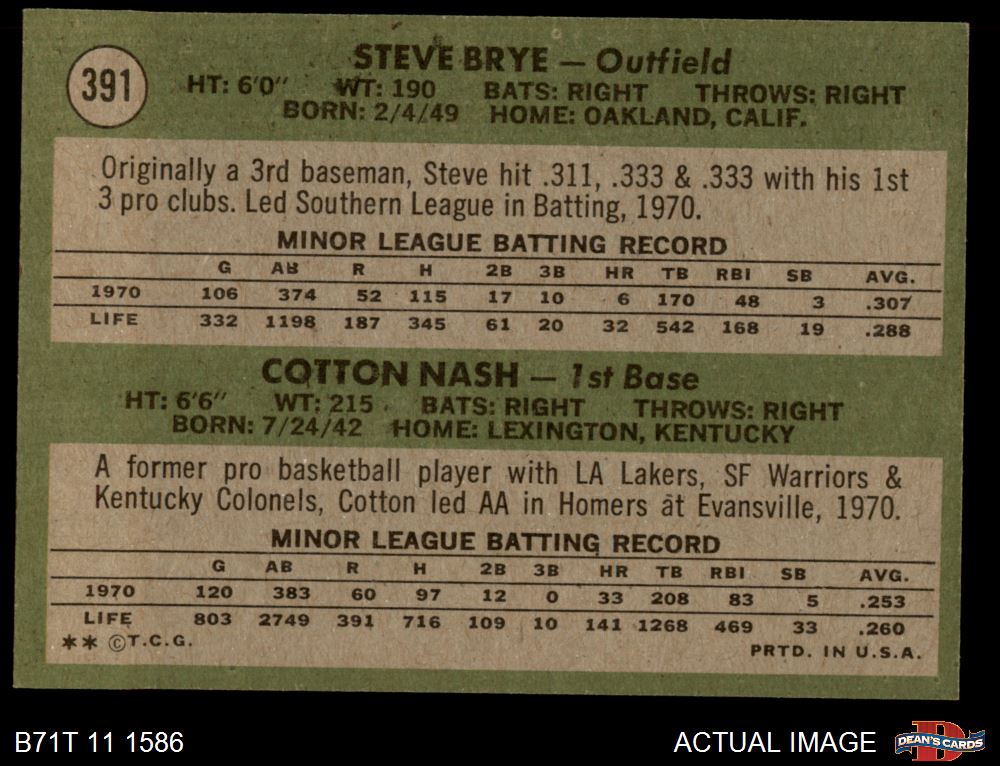 391
STEVE BRYE — Outfield
HT: 6'0" WT: 190 BATS: RIGHT THROWS: RIGHT
BORN: 2/4/49 HOME: OAKLAND, CALIF.
Originally a 3rd baseman, Steve hit .311, .333 & .333 with his 1st
3 pro clubs. Led Southern League in Batting, 1970.
MINOR LEAGUE BATTING RECORD
G AB R H 2B 3B HR TB RBI SB AVG.
1970 106 374 52 115 17 10 6 170 48 3 .307
LIFE 332 1198 187 345 61 20 32 542 168 19 .288
COTTON NASH — 1st Base
HT: 6'6" WT: 215 BATS: RIGHT THROWS: RIGHT
BORN: 7/24/42 HOME: LEXINGTON, KENTUCKY
A former pro basketball player with LA Lakers, SF Warriors &
Kentucky Colonels, Cotton led AA in Homers at Evansville, 1970.
MINOR LEAGUE BATTING RECORD
G AB R H 2B 3B HR TB RBI SB AVG.
1970 120 383 60 97 12 0 33 208 83 5 .253
LIFE 803 2749 391 716 109 10 141 1268 469 33 .260
** ©T.C.G. PRTD. IN U.S.A.
B71T 11 1586 ACTUAL IMAGE DEAN'S CARDS